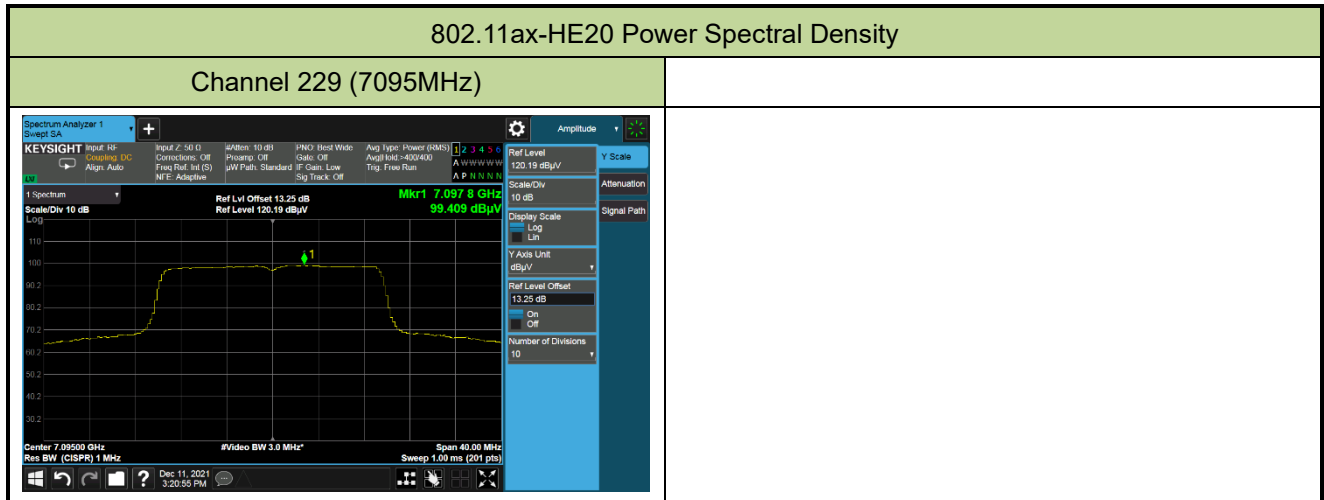 802.11ax-HE20 Power Spectral Density
Channel 229 (7095MHz)
Spectrum Analyzer 1
Swept SA
+
Amplitude
KEYSIGHT
Input: RF
Coupling: DC
Align: Auto
Input Z: 50 Ω
Corrections: Off
Freq Ref: Int (S)
NFE: Adaptive
#Atten: 10 dB
Preamp: Off
µW Path: Standard
PNO: Best Wide
Gate: Off
IF Gain: Low
Sig Track: Off
Avg Type: Power (RMS)
Avg|Hold:>400/400
Trig: Free Run
1 2 3 4 5 6
A W W W W W
A P N N N N
1 Spectrum
Scale/Div 10 dB
Log
Ref Lvl Offset 13.25 dB
Ref Level 120.19 dBµV
Mkr1 7.097 8 GHz
99.409 dBµV
110
100
90.2
80.2
70.2
60.2
50.2
40.2
30.2
1
Center 7.09500 GHz
Res BW (CISPR) 1 MHz
#Video BW 3.0 MHz*
Span 40.00 MHz
Sweep 1.00 ms (201 pts)
Ref Level
120.19 dBµV
Scale/Div
10 dB
Display Scale
Log
Lin
Y Axis Unit
dBµV
Ref Level Offset
13.25 dB
On
Off
Number of Divisions
10
Y Scale
Attenuation
Signal Path
?
Dec 11, 2021
3:20:55 PM